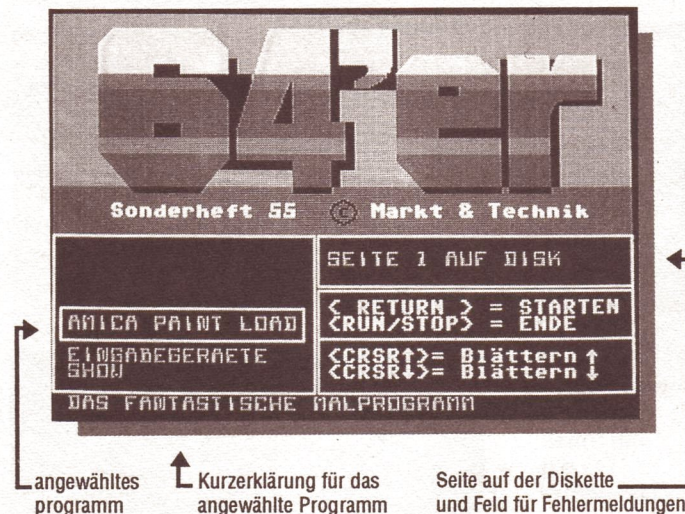 64'er
Sonderheft 55 © Markt & Technik
SEITE 1 AUF DISK
AMICA PAINT LOAD
EINGABEGERAETE
SHOW
< RETURN > = STARTEN
<RUN/STOP> = ENDE
<CRSR↑>= Blättern ↑
<CRSR↓>= Blättern ↓
DAS FANTASTISCHE MALPROGRAMM
angewähltes
programm
Kurzerklärung für das
angewählte Programm
Seite auf der Diskette
und Feld für Fehlermeldungen